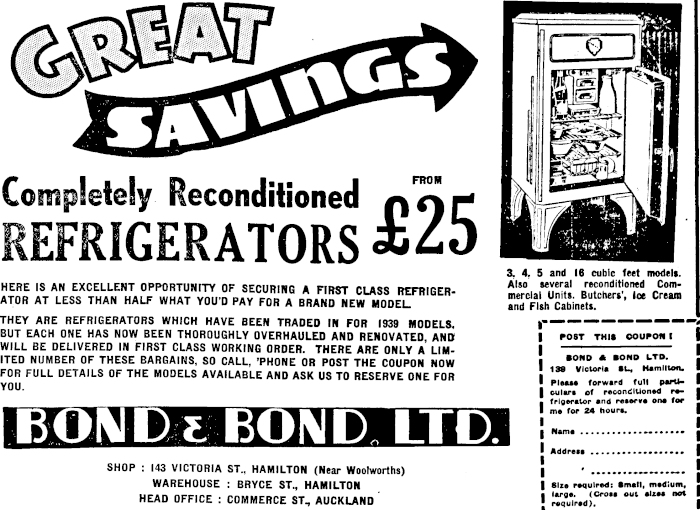 GREAT
SAVINGS
Completely Reconditioned
REFRIGERATORS
FROM
£25
HERE IS AN EXCELLENT OPPORTUNITY OF SECURING A FIRST CLASS REFRIGER-
ATOR AT LESS THAN HALF WHAT YOU'D PAY FOR A BRAND NEW MODEL.
THEY ARE REFRIGERATORS WHICH HAVE BEEN TRADED IN FOR 1939 MODELS.
BUT EACH ONE HAS NOW BEEN THOROUGHLY OVERHAULED AND RENOVATED, AND
WILL BE DELIVERED IN FIRST CLASS WORKING ORDER. THERE ARE ONLY A LIM-
ITED NUMBER OF THESE BARGAINS, SO CALL, 'PHONE OR POST THE COUPON NOW
FOR FULL DETAILS OF THE MODELS AVAILABLE AND ASK US TO RESERVE ONE FOR
YOU.
BOND & BOND, LTD.
SHOP : 143 VICTORIA ST., HAMILTON (Near Woolworths)
WAREHOUSE : BRYCE ST., HAMILTON
HEAD OFFICE : COMMERCE ST., AUCKLAND
3, 4, 5 and 16 cubic feet models.
Also several reconditioned Com-
mercial Units. Butchers', Ice Cream
and Fish Cabinets.
POST THIS COUPON!
BOND & BOND LTD.
139 Victoria St., Hamilton.
Please forward full parti-
culars of reconditioned re-
frigerator and reserve one for
me for 24 hours.
Name ....................
Address ..................
....................
Size required: Small, medium,
large. (Cross out sizes not
required).